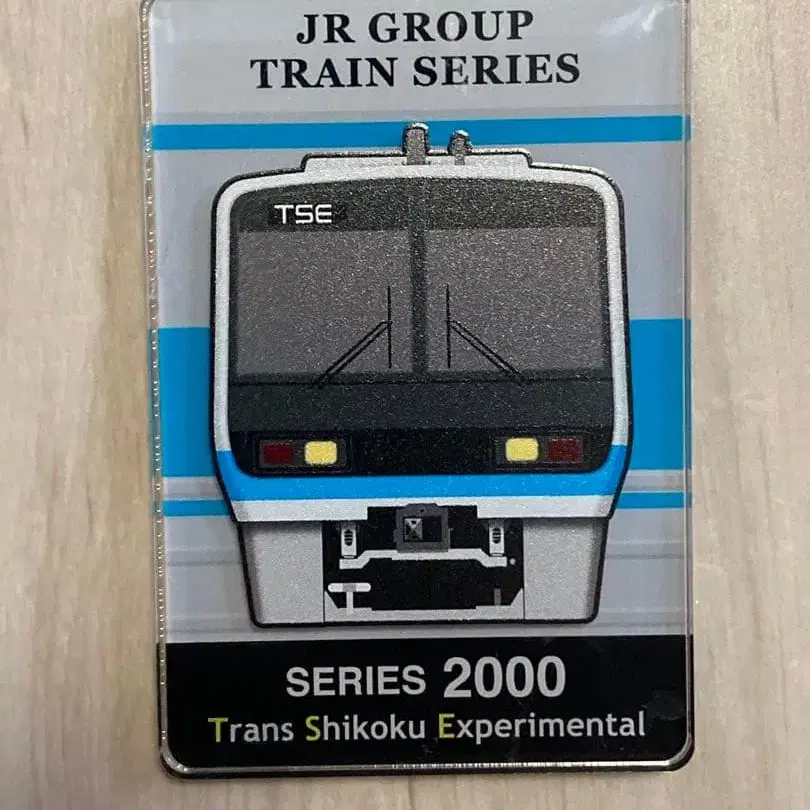 JR GROUP
TRAIN SERIES
TSE
SERIES 2000
Trans Shikoku Experimental